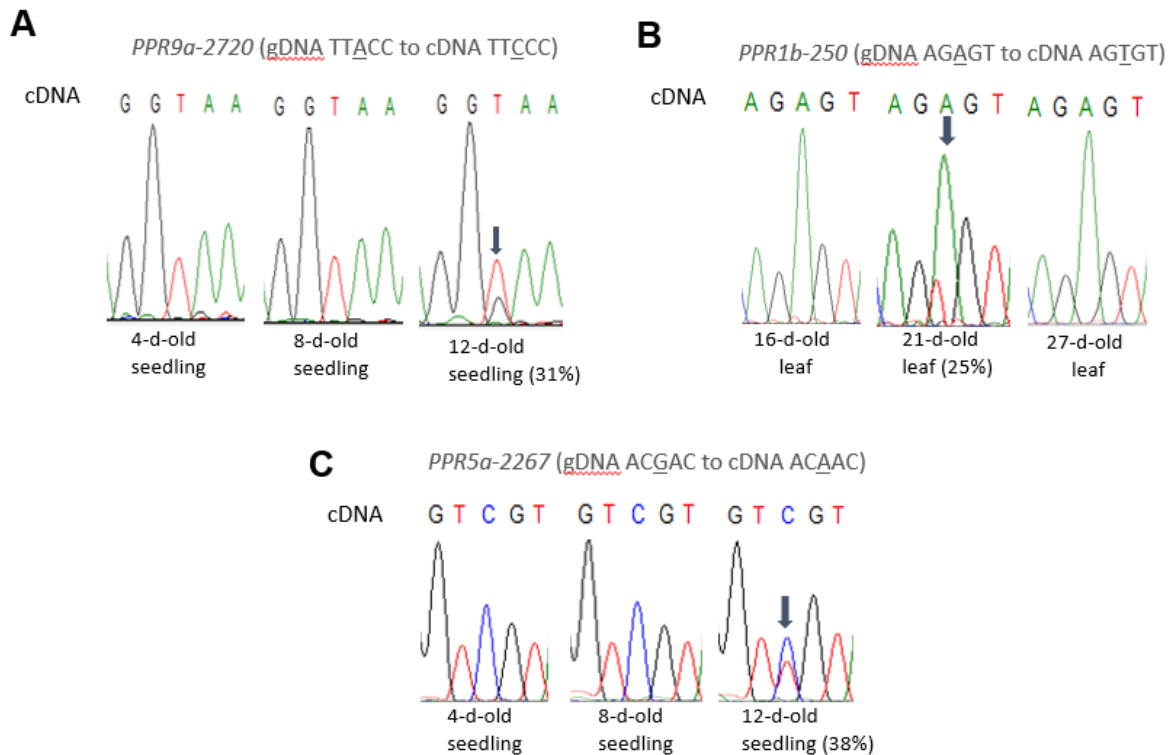 A
PPR9a-2720 (gDNA TTACC to cDNA TTCCC)
cDNA
G G T A A
G G T A A
G G T A A
4-d-old
seedling
8-d-old
seedling
12-d-old
seedling (31%)
B
PPR1b-250 (gDNA AGAGT to cDNA AGTGT)
cDNA
A G A G T
A G A G T
A G A G T
16-d-old
leaf
21-d-old
leaf (25%)
27-d-old
leaf
C
PPR5a-2267 (gDNA ACGAC to cDNA ACAAC)
cDNA
G T C G T
G T C G T
G T C G T
4-d-old
seedling
8-d-old
seedling
12-d-old
seedling (38%)